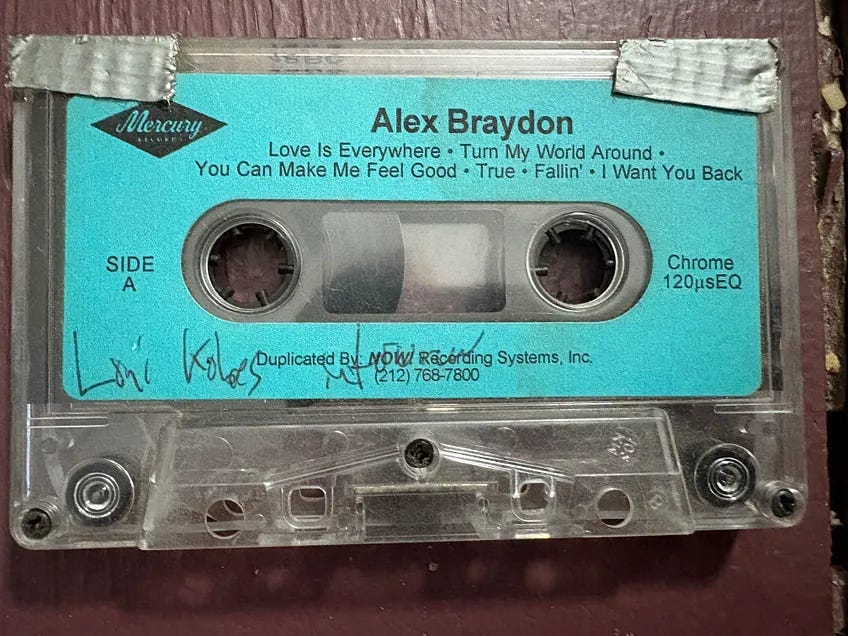 Mercury
RECORDS
Alex Braydon
Love Is Everywhere • Turn My World Around •
You Can Make Me Feel Good • True • Fallin' • I Want You Back
SIDE
A
Chrome
120µsEQ
Duplicated By: NOW! Recording Systems, Inc.
(212) 768-7800
Lori